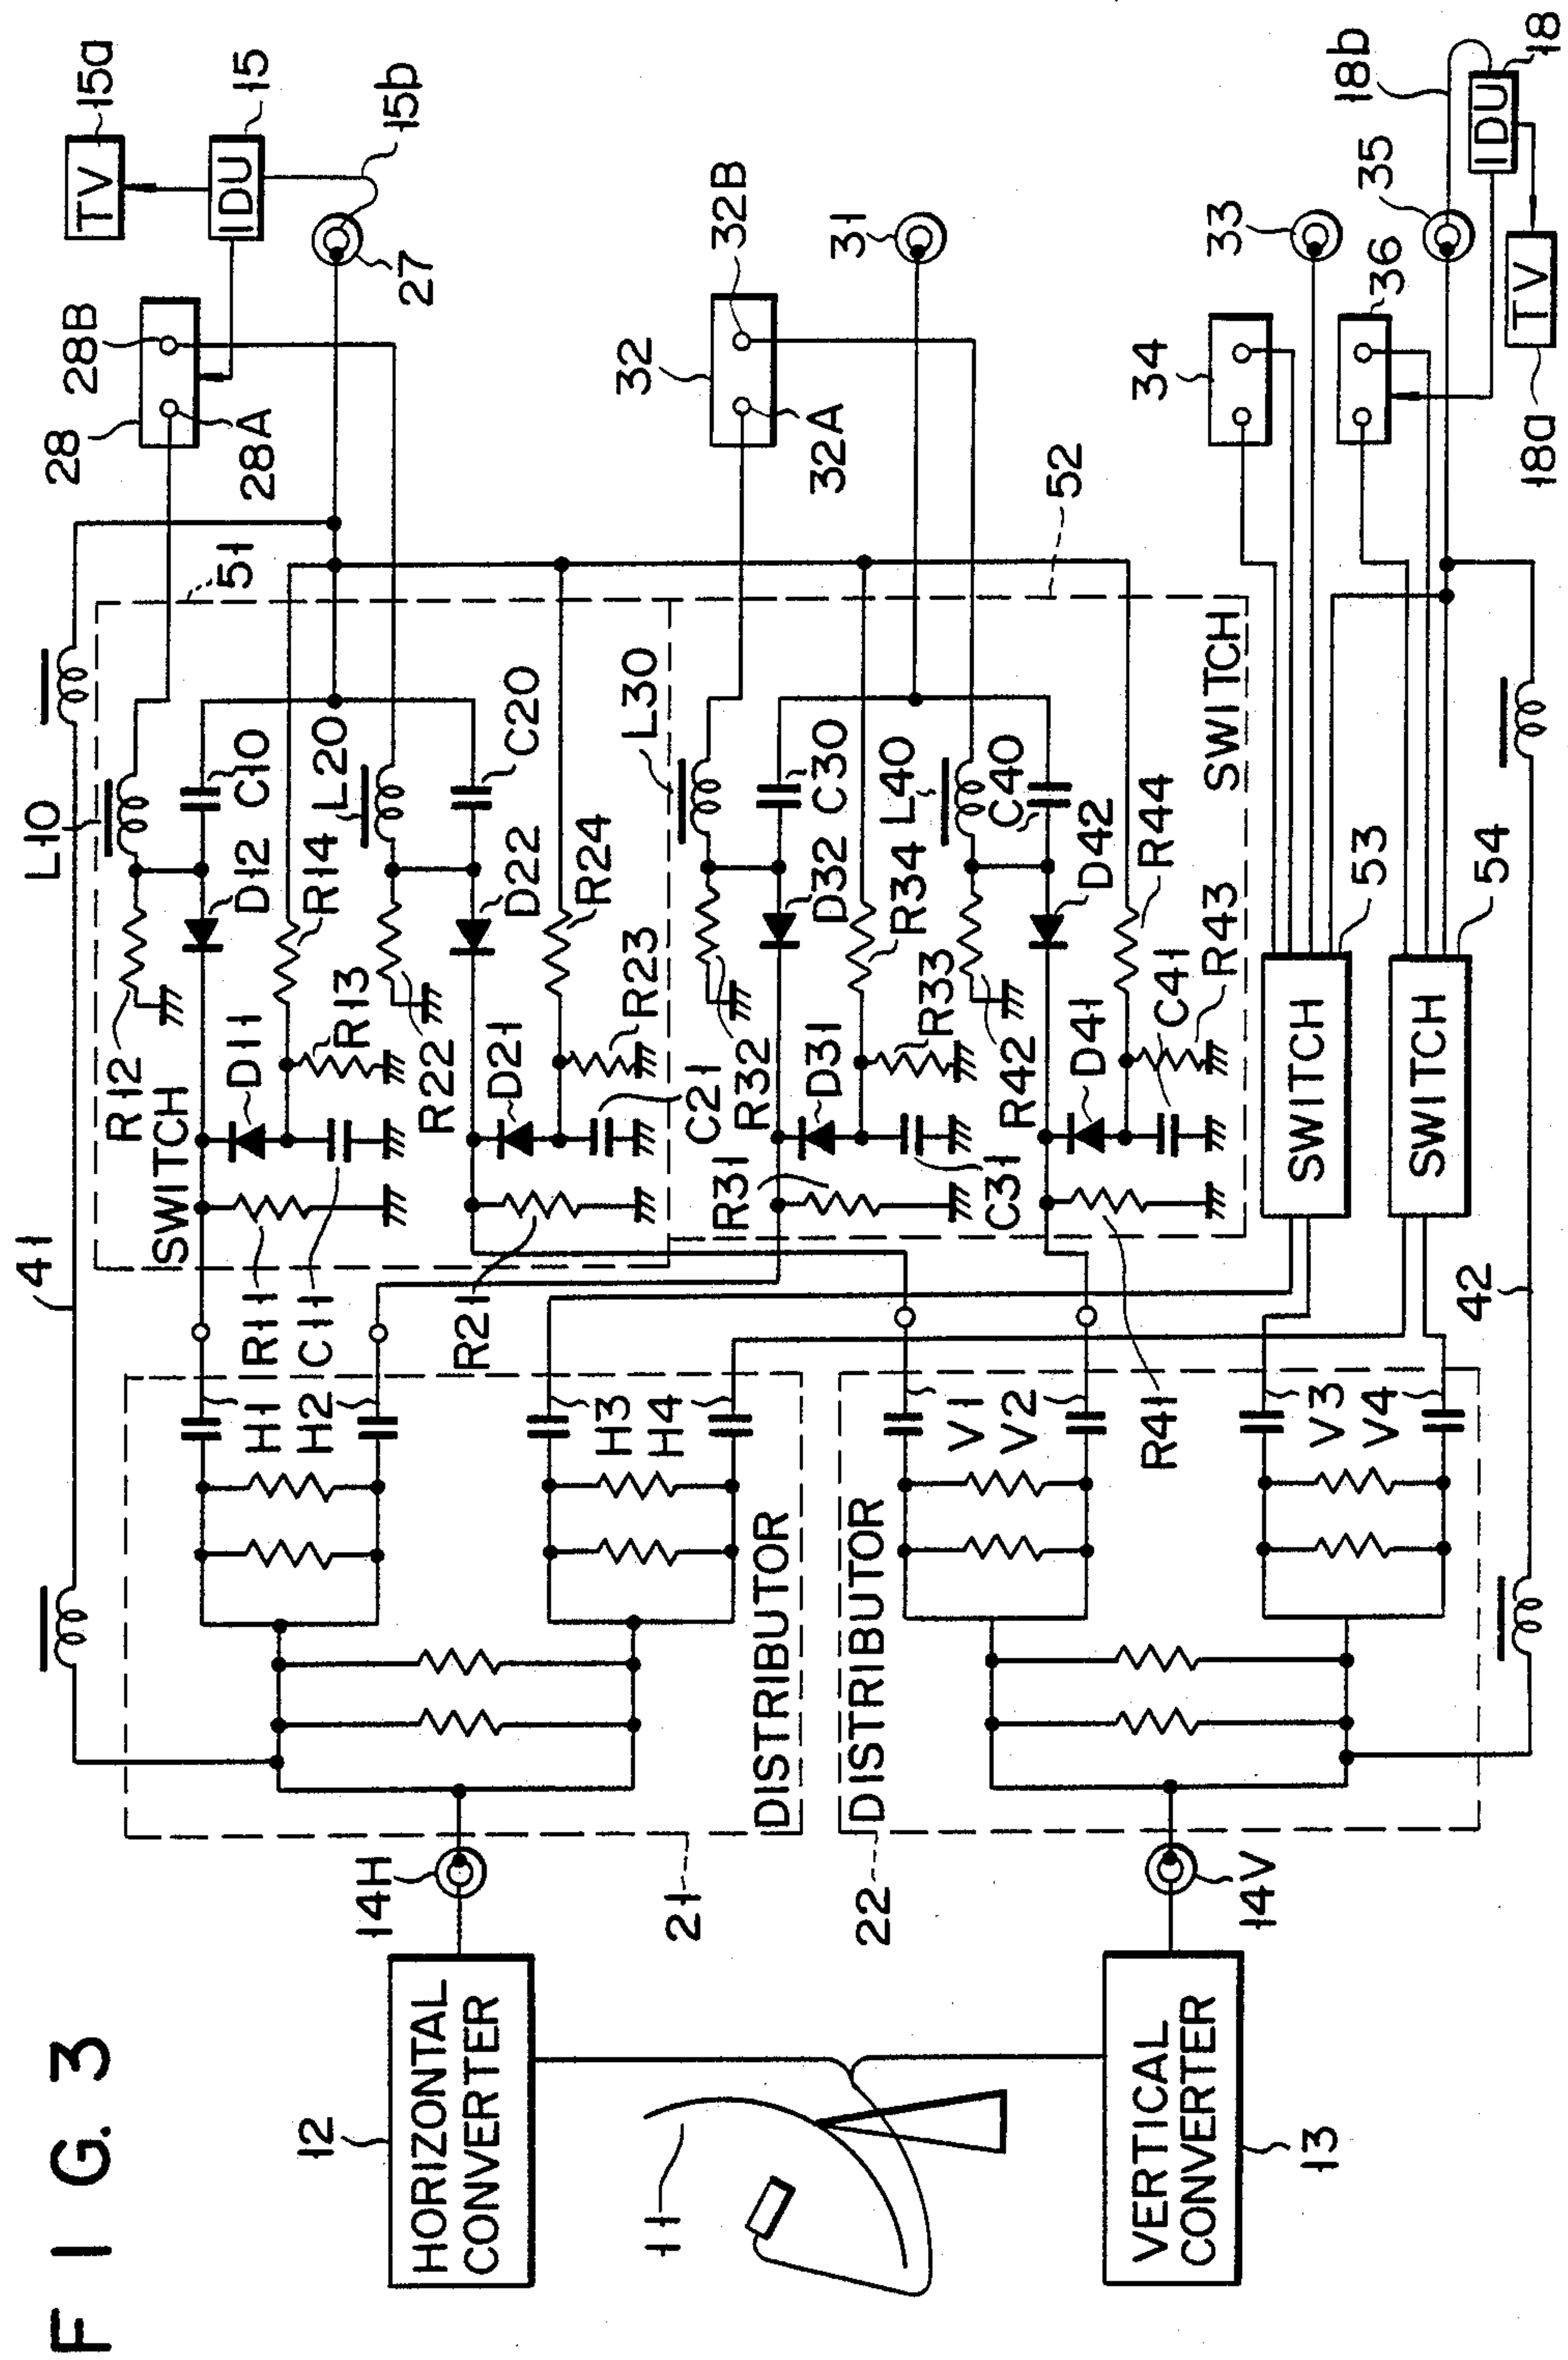 FIG. 3
11
12
HORIZONTAL
CONVERTER
13
VERTICAL
CONVERTER
14H
14V
21
DISTRIBUTOR
22
DISTRIBUTOR
H1
H2
H3
H4
V1
V2
V3
V4
41
42
R11
C11
R21
R41
SWITCH
51
R12
D11
R13
D12
C10
L10
R14
L20
R22
D21
D22
C20
R24
R23
C21
SWITCH
52
L30
R31
R32
D31
C31
D32
C30
R33
R34
L40
C40
R42
D41
D42
C41
R43
R44
SWITCH
53
SWITCH
54
28
28A
28B
27
TV
15a
IDU
15
15b
32
32A
32B
31
34
33
36
35
IDU
18
18b
TV
18a